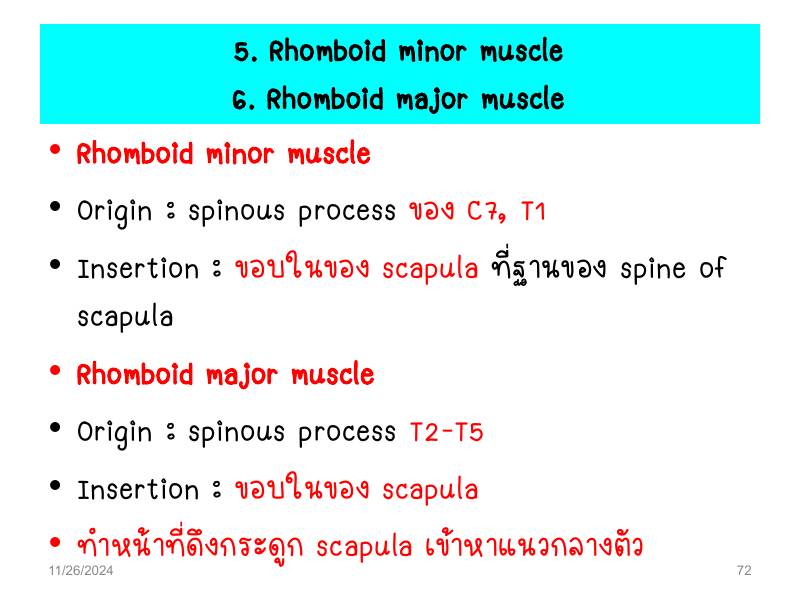 5. Rhomboid minor muscle
6. Rhomboid major muscle
• Rhomboid minor muscle
• Origin : spinous process ของ C7, T1
• Insertion : ขอบในของ scapula ที่ฐานของ spine of
scapula
• Rhomboid major muscle
• Origin : spinous process T2-T5
• Insertion : ขอบในของ scapula
• ทำหน้าที่ดึงกระดูก scapula เข้าหาแนวกลางตัว
11/26/2024 72